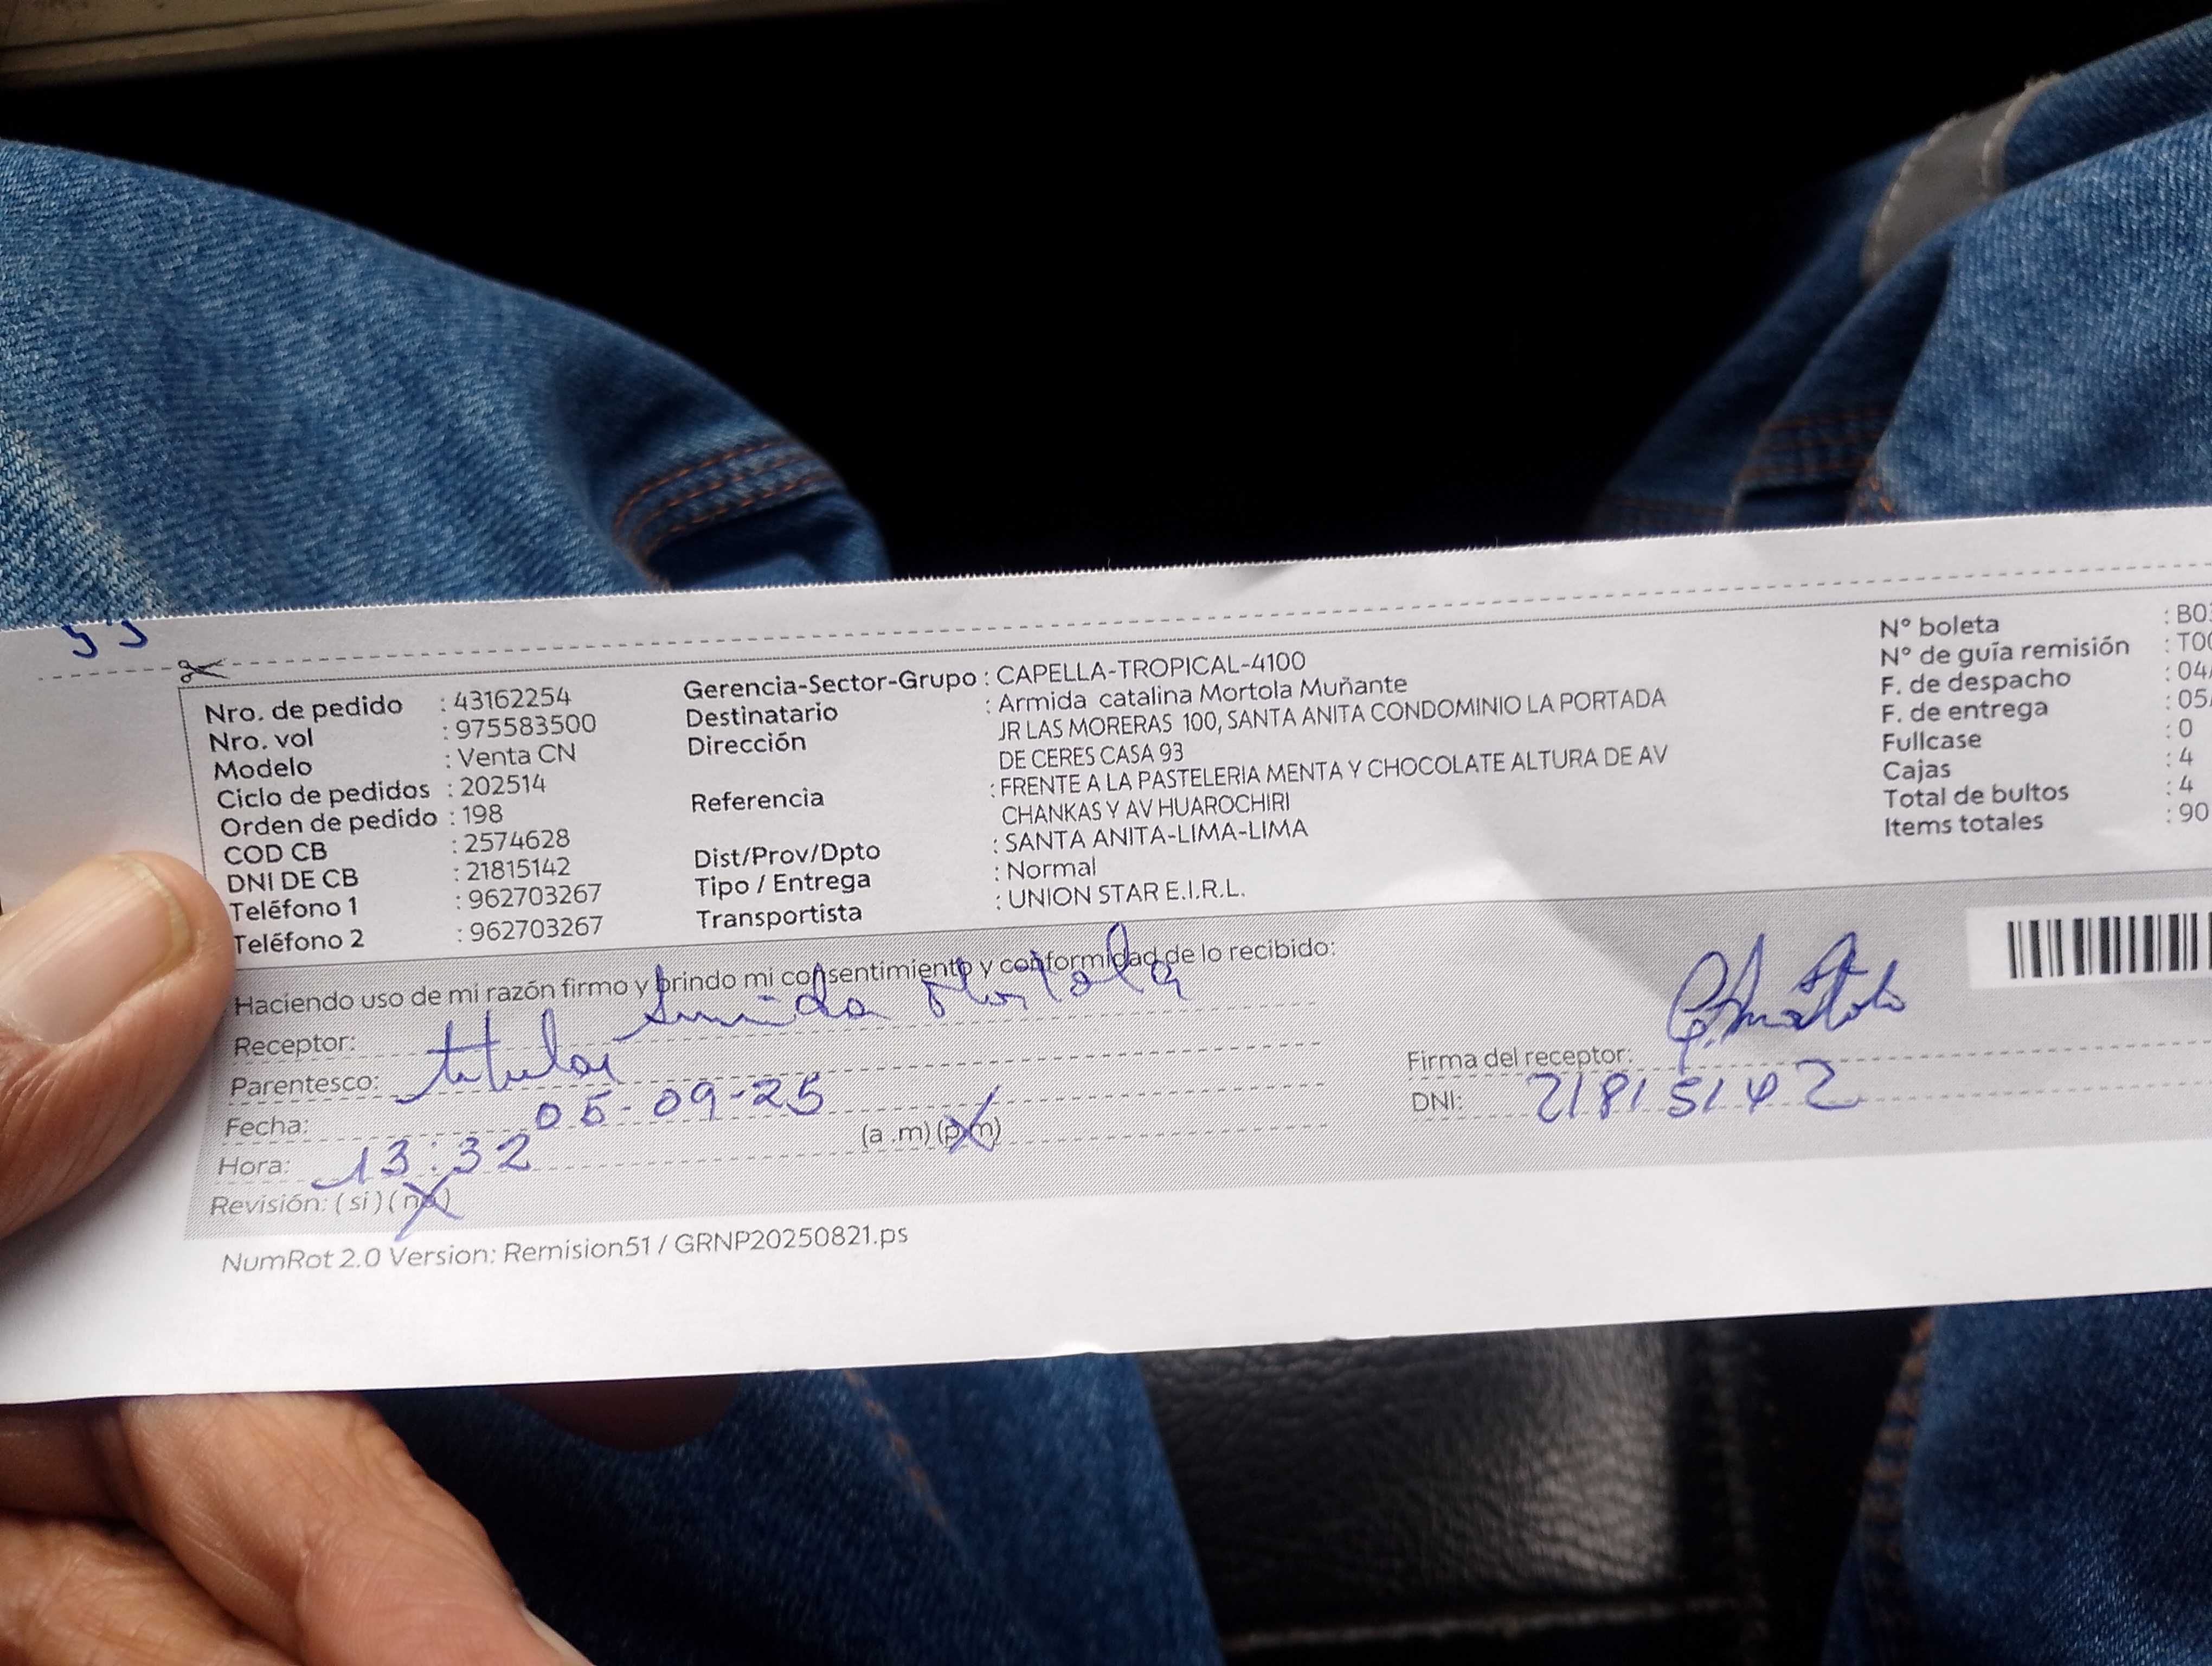 Nro. de pedido : 43162254
Nro. vol : 975583500
Modelo : Venta CN
Ciclo de pedidos : 202514
Orden de pedido : 198
COD CB : 2574628
DNI DE CB : 21815142
Teléfono 1 : 962703267
Teléfono 2 : 962703267
Gerencia-Sector-Grupo : CAPELLA-TROPICAL-4100
Destinatario : Armida catalina Mortola Muñante
Dirección JR LAS MORERAS 100, SANTA ANITA CONDOMINIO LA PORTADA
DE CERES CASA 93
Referencia : FRENTE A LA PASTELERIA MENTA Y CHOCOLATE ALTURA DE AV
CHANKAS Y AV HUAROCHIRI
Dist/Prov/Dpto : SANTA ANITA-LIMA-LIMA
Tipo / Entrega : Normal
Transportista : UNION STAR E.I.R.L.
N° boleta : B0
N° de guía remisión : T00
F. de despacho : 04/
F. de entrega : 05/
Fullcase : 0
Cajas : 4
Total de bultos : 4
Items totales : 90
Haciendo uso de mi razón firmo y brindo mi consentimiento y conformidad de lo recibido:
Receptor: Armida Mortola
Parentesco: titular
Fecha: 05-09-25
Hora: 13:32 (a .m) (p.m)
Revisión: ( si ) ( no )
Firma del receptor:
DNI: 21815142
NumRot 2.0 Version: Remision51 / GRNP20250821.ps